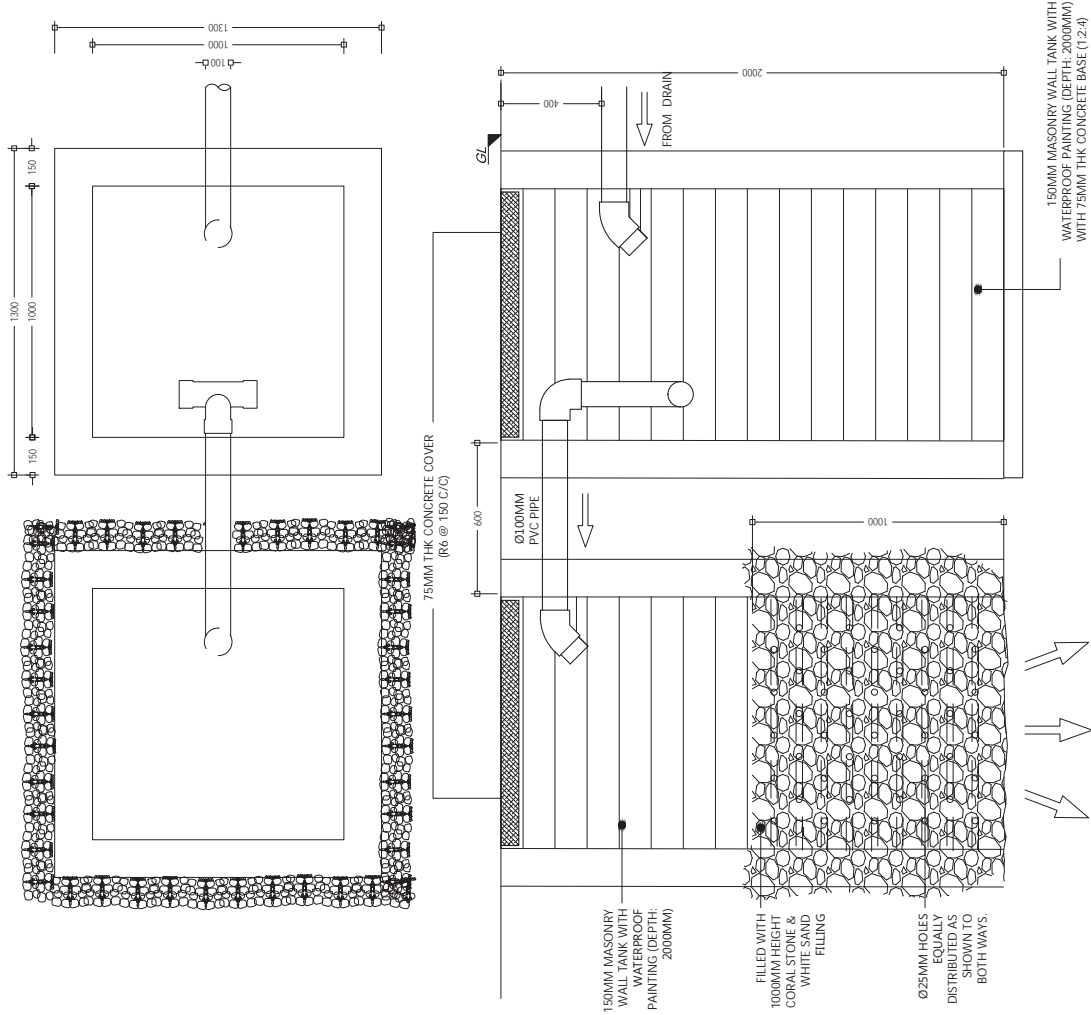 1300
1000
100
1300
150
1000
150
2000
400
FROM DRAIN
GL
75MM THK CONCRETE COVER
(R6 @ 150 C/C)
Ø100MM
PVC PIPE
600
1000
150MM MASONRY WALL TANK WITH
WATERPROOF PAINTING (DEPTH: 2000MM)
WITH 75MM THK CONCRETE BASE (1:2:4)
150MM MASONRY
WALL TANK WITH
WATERPROOF
PAINTING (DEPTH:
2000MM)
FILLED WITH
1000MM HEIGHT
CORAL STONE &
WHITE SAND
FILLING
Ø25MM HOLES
EQUALLY
DISTRIBUTED AS
SHOWN TO
BOTH WAYS.